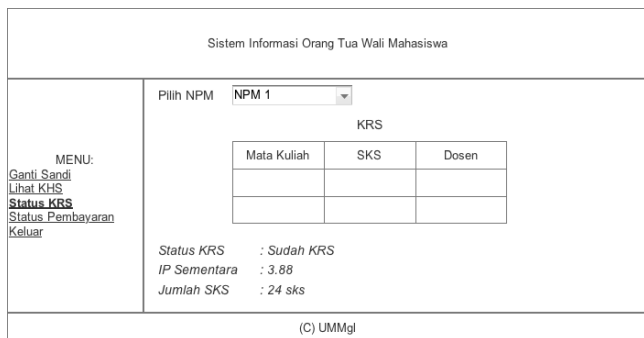 Sistem Informasi Orang Tua Wali Mahasiswa
MENU:
Ganti Sandi
Lihat KHS
Status KRS
Status Pembayaran
Keluar
Pilih NPM NPM 1
KRS
Mata Kuliah SKS Dosen
Status KRS : Sudah KRS
IP Sementara : 3.88
Jumlah SKS : 24 sks
(C) UMMgl